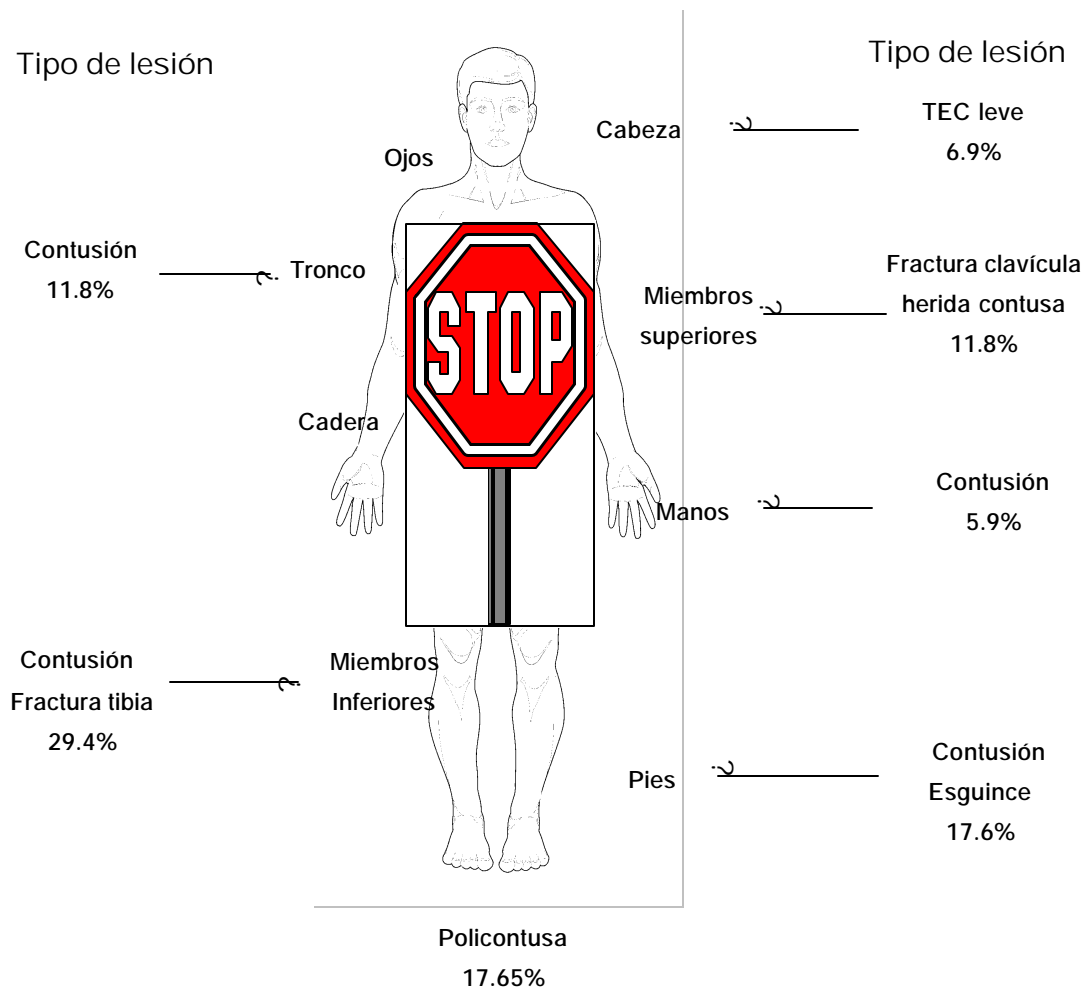 Tipo de lesión
Tipo de lesión
Cabeza
TEC leve
6.9%
Ojos
Contusión
11.8%
Tronco
Miembros
superiores
Fractura clavícula
herida contusa
11.8%
STOP
Cadera
Manos
Contusión
5.9%
Contusión
Fractura tibia
29.4%
Miembros
Inferiores
Pies
Contusión
Esguince
17.6%
Policontusa
17.65%